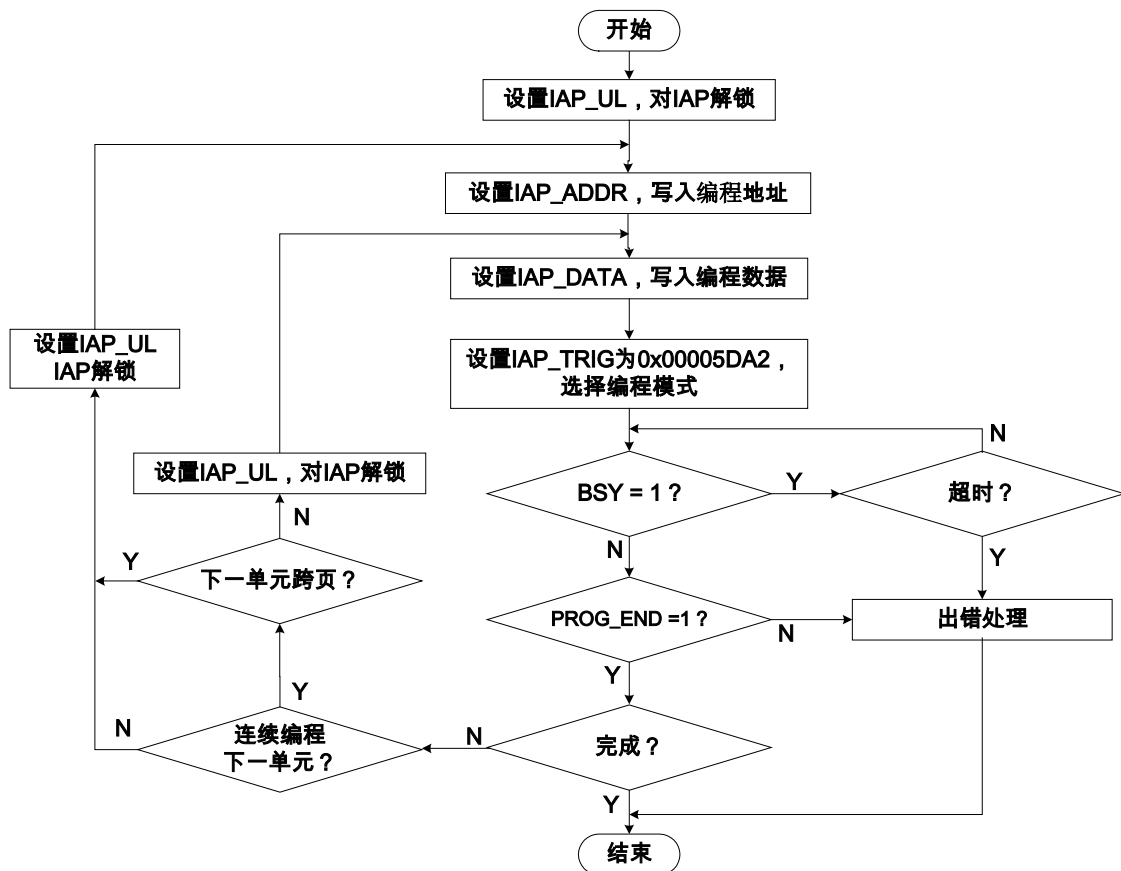 开始
设置IAP_UL，对IAP解锁
设置IAP_ADDR，写入编程地址
设置IAP_DATA，写入编程数据
设置IAP_UL
IAP解锁
设置IAP_TRIG为0x00005DA2，
选择编程模式
N
设置IAP_UL，对IAP解锁
BSY = 1？
Y
超时？
N
N
Y
Y
下一单元跨页？
PROG_END =1？
N
出错处理
Y
Y
N
连续编程
下一单元？
N
完成？
Y
结束